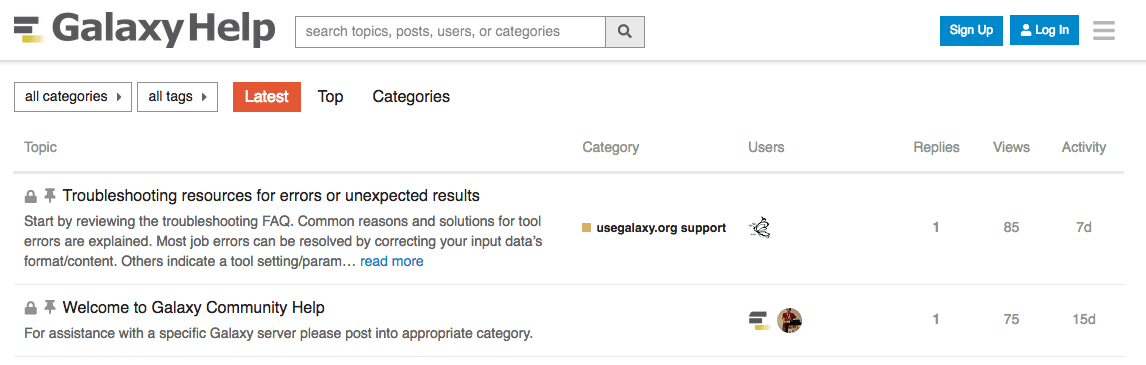 GalaxyHelp
search topics, posts, users, or categories
Sign Up
Log In
all categories
all tags
Latest
Top
Categories
Topic
Category
Users
Replies
Views
Activity
Troubleshooting resources for errors or unexpected results
Start by reviewing the troubleshooting FAQ. Common reasons and solutions for tool
errors are explained. Most job errors can be resolved by correcting your input data’s
format/content. Others indicate a tool setting/param… read more
usegalaxy.org support
1
85
7d
Welcome to Galaxy Community Help
For assistance with a specific Galaxy server please post into appropriate category.
1
75
15d